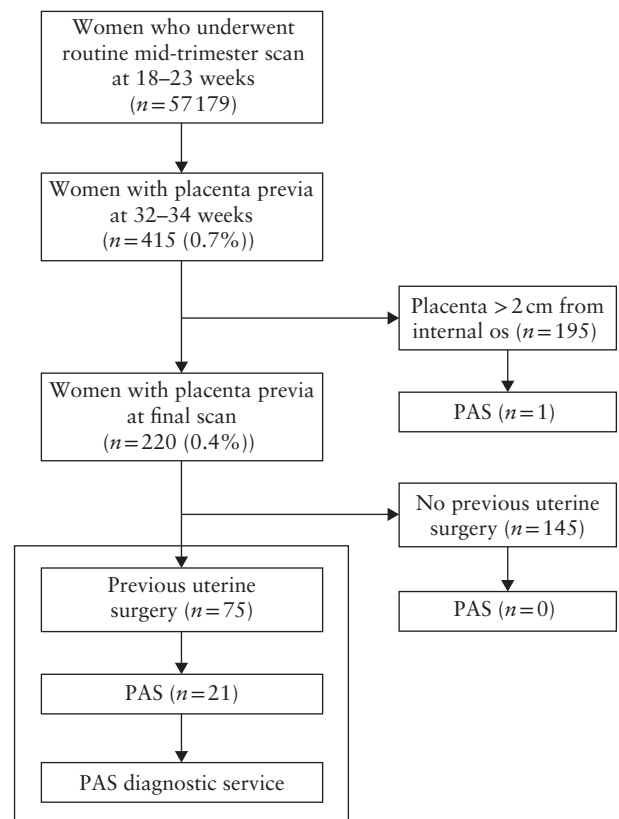 Women who underwent
routine mid-trimester scan
at 18–23 weeks
(n = 57 179)
Women with placenta previa
at 32–34 weeks
(n = 415 (0.7%))
Placenta > 2 cm from
internal os (n = 195)
PAS (n = 1)
Women with placenta previa
at final scan
(n = 220 (0.4%))
No previous uterine
surgery (n = 145)
PAS (n = 0)
Previous uterine
surgery (n = 75)
PAS (n = 21)
PAS diagnostic service